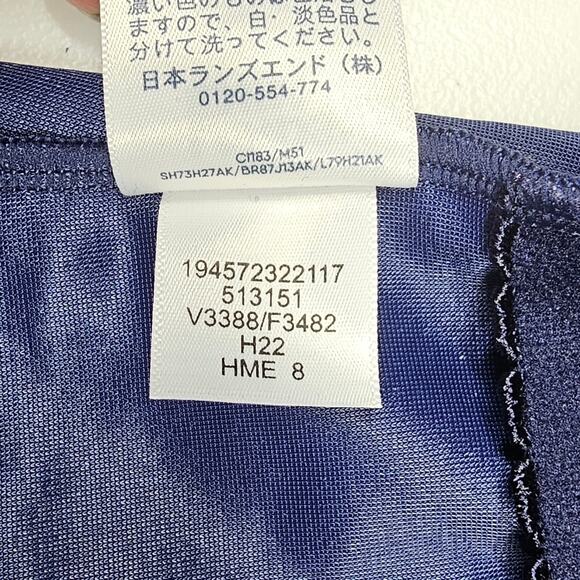 濃い色のものは色落ちし
ますので、白・淡色品と
分けて洗ってください。
日本ランズエンド（株）
0120-554-774
C1183/M51
SH73H27AK/BR87J13AK/L79H21AK
194572322117
513151
V3388/F3482
H22
HME 8